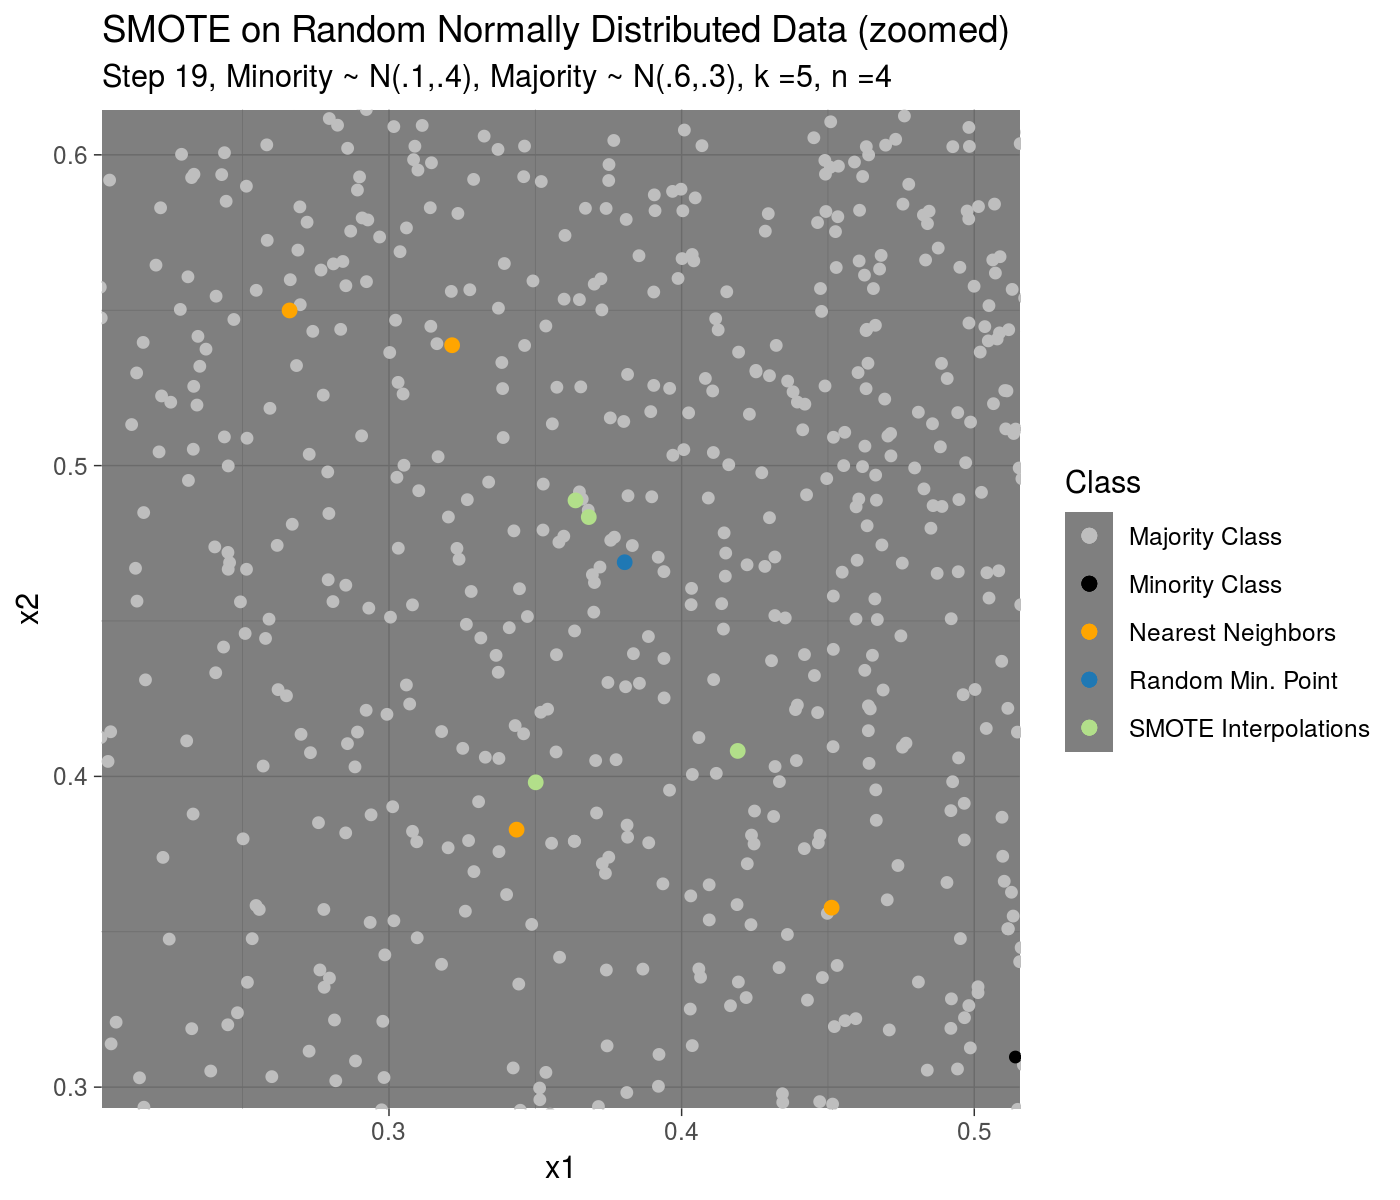 SMOTE on Random Normally Distributed Data (zoomed)
Step 19, Minority ~ N(.1,.4), Majority ~ N(.6,.3), k =5, n =4
0.6
0.5
0.4
0.3
x2
0.3
0.4
0.5
x1
Class
Majority Class
Minority Class
Nearest Neighbors
Random Min. Point
SMOTE Interpolations